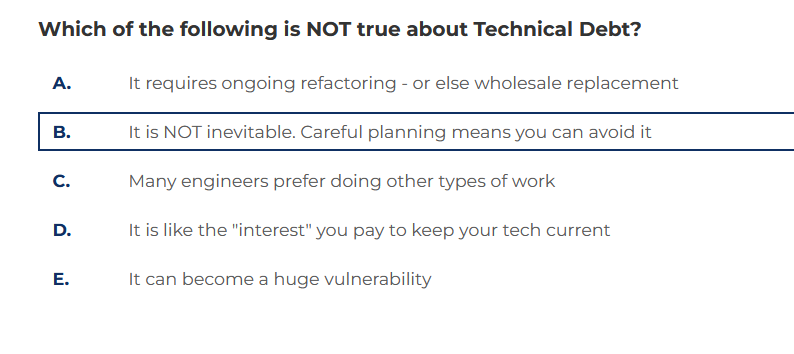 Which of the following is NOT true about Technical Debt?
A. It requires ongoing refactoring - or else wholesale replacement
B. It is NOT inevitable. Careful planning means you can avoid it
C. Many engineers prefer doing other types of work
D. It is like the "interest" you pay to keep your tech current
E. It can become a huge vulnerability